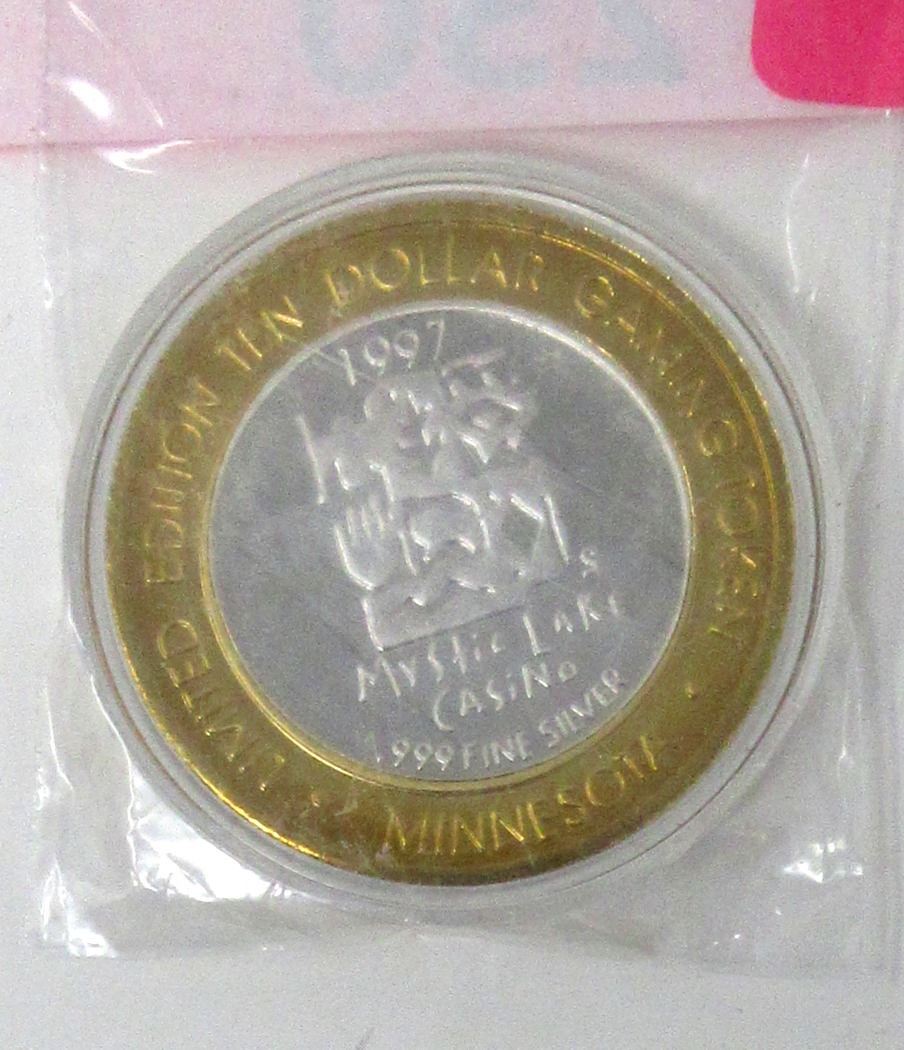 LIMITED EDITION TEN DOLLAR GAMING TOKEN
• MINNESOTA •
1997
S
Mystic Lake
Casino
.999 FINE SILVER